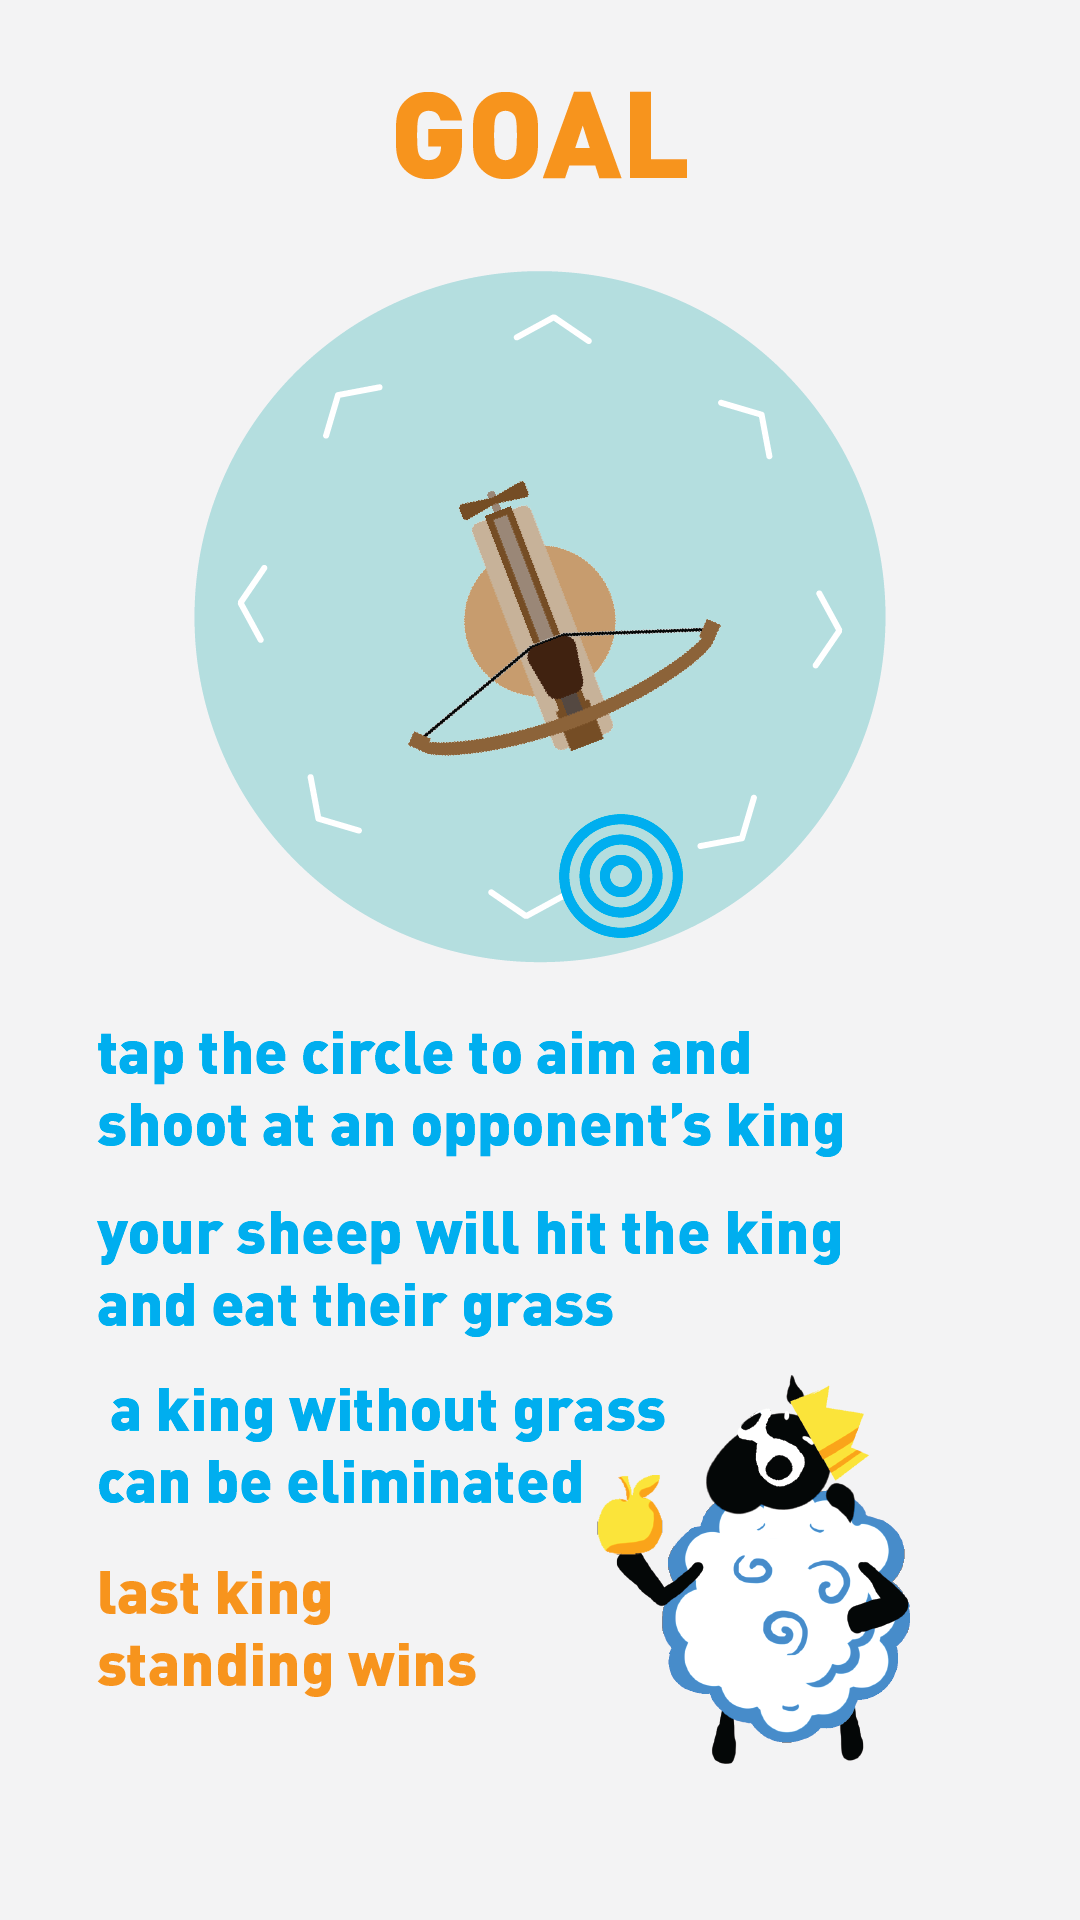 GOAL
tap the circle to aim and
shoot at an opponent’s king
your sheep will hit the king
and eat their grass
a king without grass
can be eliminated
last king
standing wins